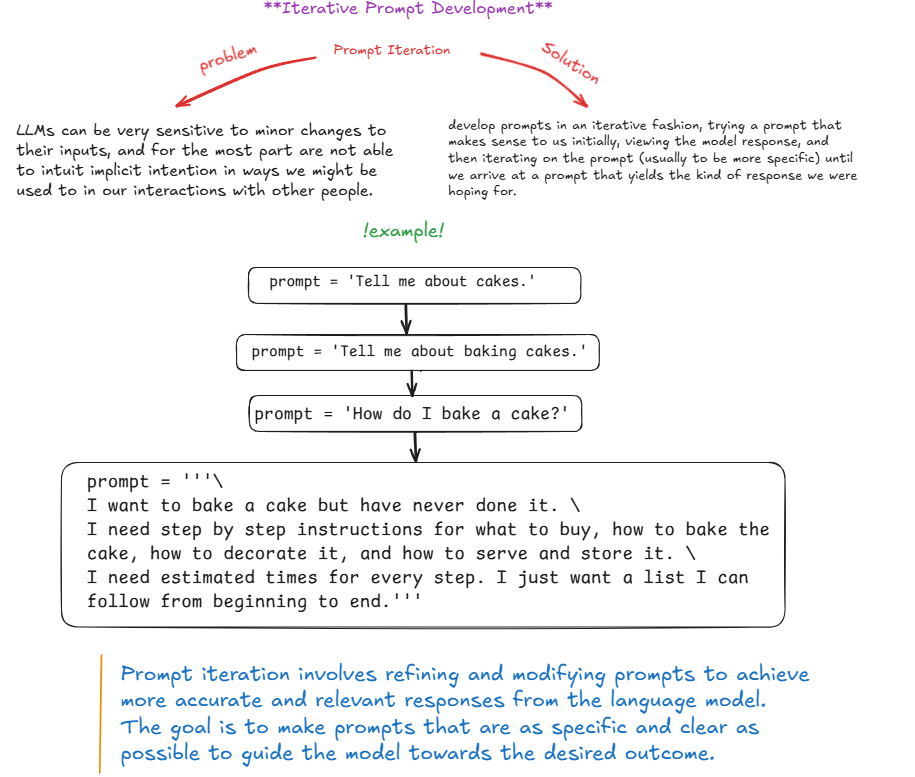 **Iterative Prompt Development**
problem
Prompt Iteration
Solution
LLMs can be very sensitive to minor changes to
their inputs, and for the most part are not able
to intuit implicit intention in ways we might be
used to in our interactions with other people.
develop prompts in an iterative fashion, trying a prompt that
makes sense to us initially, viewing the model response, and
then iterating on the prompt (usually to be more specific) until
we arrive at a prompt that yields the kind of response we were
hoping for.
!example!
prompt = 'Tell me about cakes.'
prompt = 'Tell me about baking cakes.'
prompt = 'How do I bake a cake?'
prompt = '''\
I want to bake a cake but have never done it. \
I need step by step instructions for what to buy, how to bake the
cake, how to decorate it, and how to serve and store it. \
I need estimated times for every step. I just want a list I can
follow from beginning to end.'''
Prompt iteration involves refining and modifying prompts to achieve
more accurate and relevant responses from the language model.
The goal is to make prompts that are as specific and clear as
possible to guide the model towards the desired outcome.